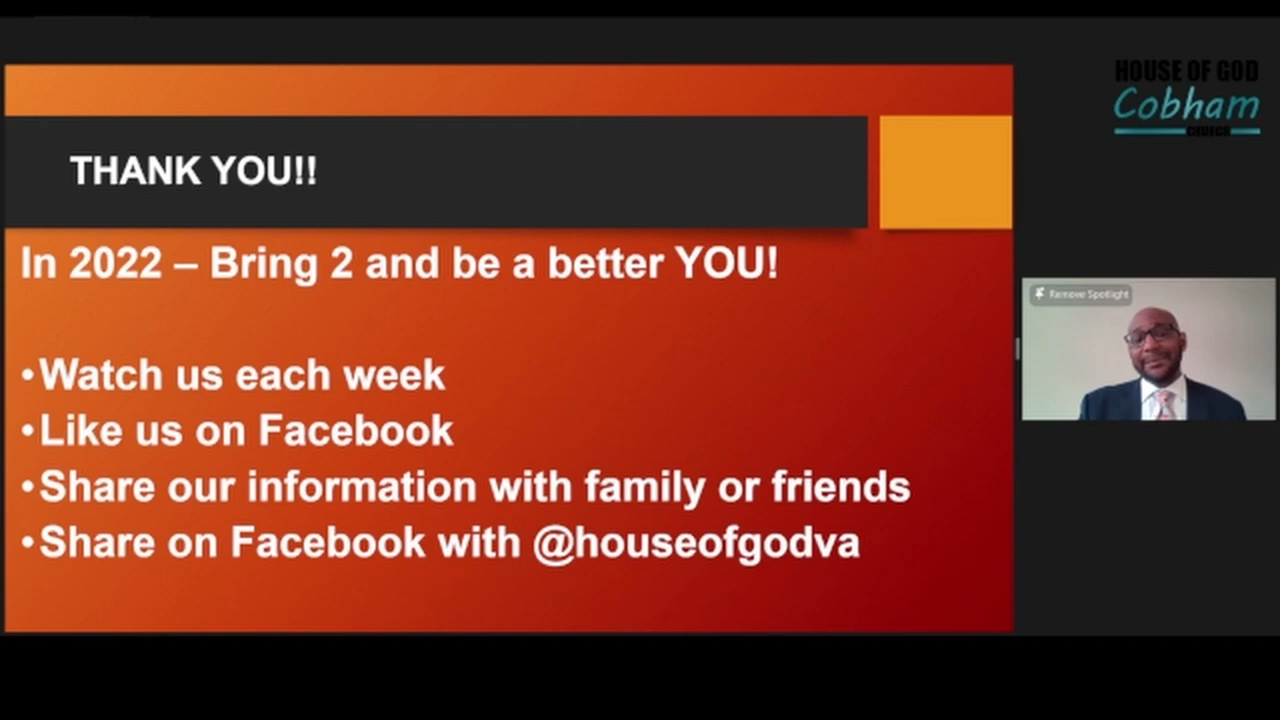 HOUSE OF GOD
Cobham
CHURCH
THANK YOU!!
In 2022 – Bring 2 and be a better YOU!
•Watch us each week
•Like us on Facebook
•Share our information with family or friends
•Share on Facebook with @houseofgodva
Remove Spotlight